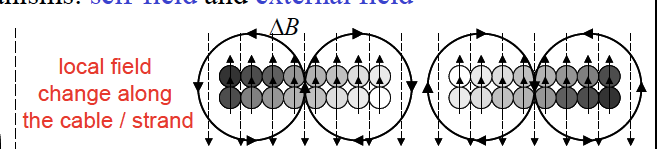 self-field and external field
ΔB
local field
change along
the cable / strand